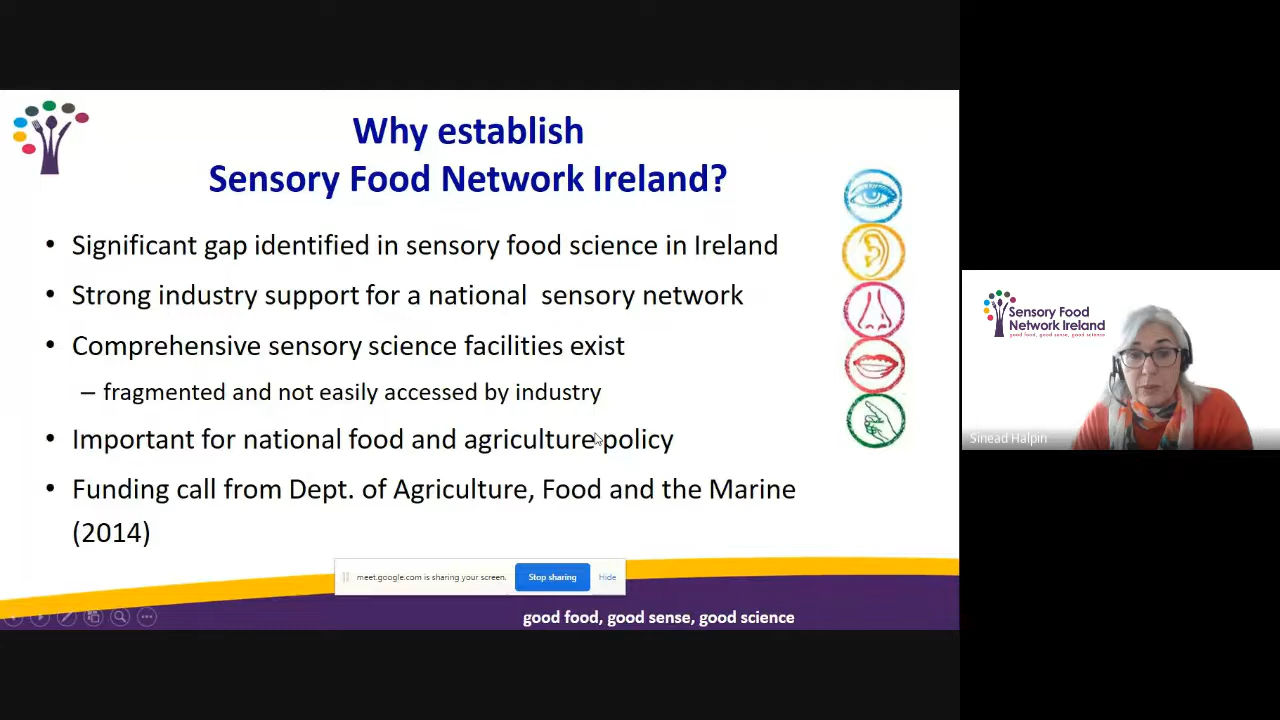 Why establish
Sensory Food Network Ireland?
• Significant gap identified in sensory food science in Ireland
• Strong industry support for a national sensory network
• Comprehensive sensory science facilities exist
– fragmented and not easily accessed by industry
• Important for national food and agriculture policy
• Funding call from Dept. of Agriculture, Food and the Marine
(2014)
meet.google.com is sharing your screen.
Stop sharing
Hide
good food, good sense, good science
Sensory Food
Network Ireland
good food, good sense, good science
Sinead Halpin